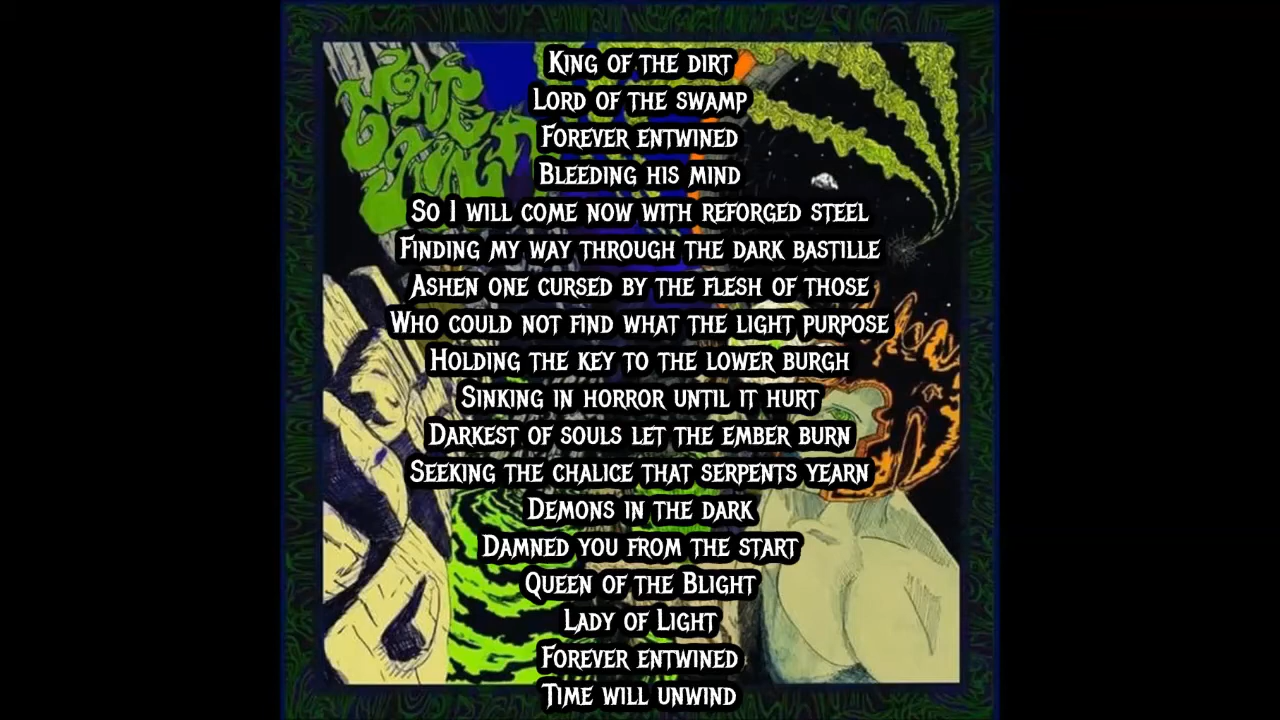 King of the dirt
Lord of the swamp
Forever entwined
Bleeding his mind
So I will come now with reforged steel
Finding my way through the dark bastille
Ashen one cursed by the flesh of those
Who could not find what the light purpose
Holding the key to the lower burgh
Sinking in horror until it hurt
Darkest of souls let the ember burn
Seeking the chalice that serpents yearn
Demons in the dark
Damned you from the start
Queen of the Blight
Lady of Light
Forever entwined
Time will unwind